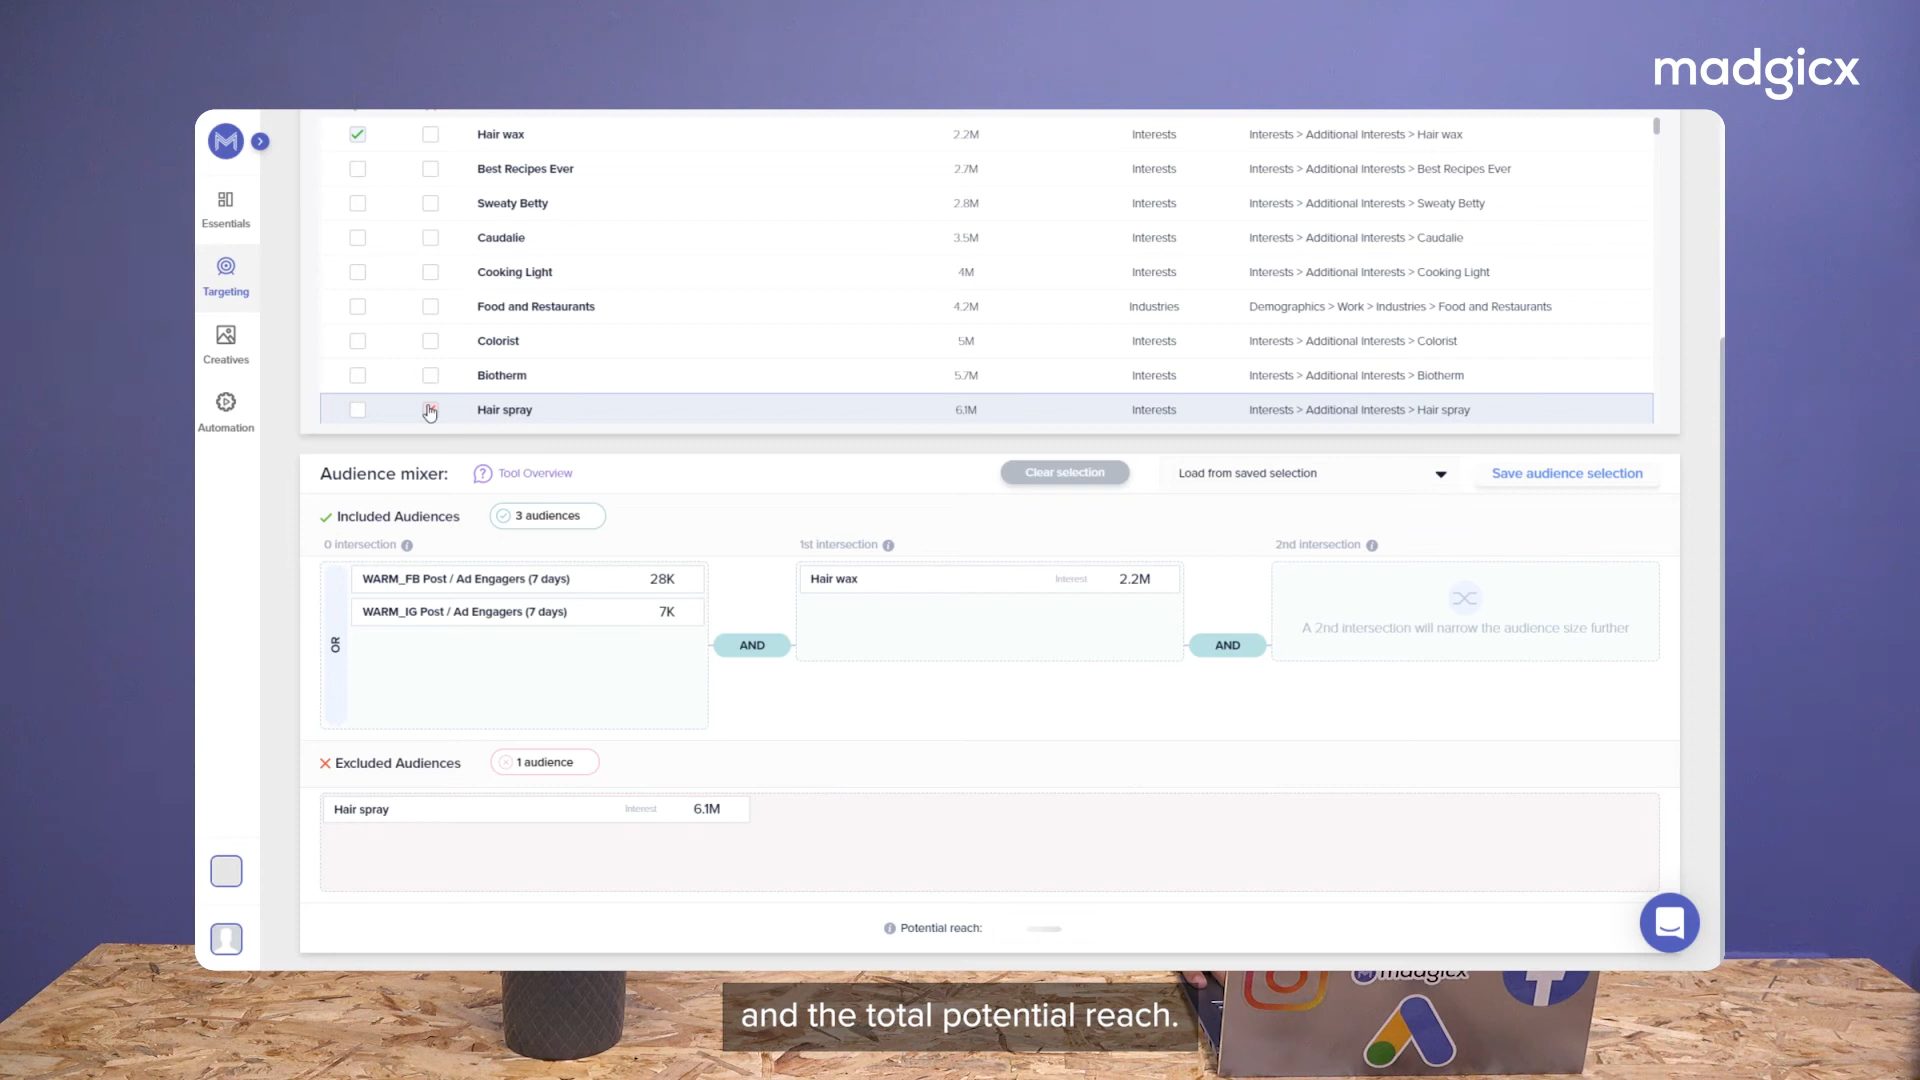 madgicx
Hair wax 2.2M Interests Interests > Additional Interests > Hair wax
Best Recipes Ever 2.7M Interests Interests > Additional Interests > Best Recipes Ever
Sweaty Betty 2.8M Interests Interests > Additional Interests > Sweaty Betty
Caudalie 3.5M Interests Interests > Additional Interests > Caudalie
Cooking Light 4M Interests Interests > Additional Interests > Cooking Light
Food and Restaurants 4.2M Industries Demographics > Work > Industries > Food and Restaurants
Colorist 5M Interests Interests > Additional Interests > Colorist
Biotherm 5.7M Interests Interests > Additional Interests > Biotherm
Hair spray 6.1M Interests Interests > Additional Interests > Hair spray
Essentials
Targeting
Creatives
Automation
Audience mixer: Tool Overview Clear selection Load from saved selection Save audience selection
Included Audiences 3 audiences
0 intersection 1st intersection 2nd intersection
WARM_FB Post / Ad Engagers (7 days) 28K Hair wax Interest 2.2M
WARM_IG Post / Ad Engagers (7 days) 7K
A 2nd intersection will narrow the audience size further
OR AND AND
Excluded Audiences 1 audience
Hair spray Interest 6.1M
Potential reach:
madgicx
and the total potential reach.